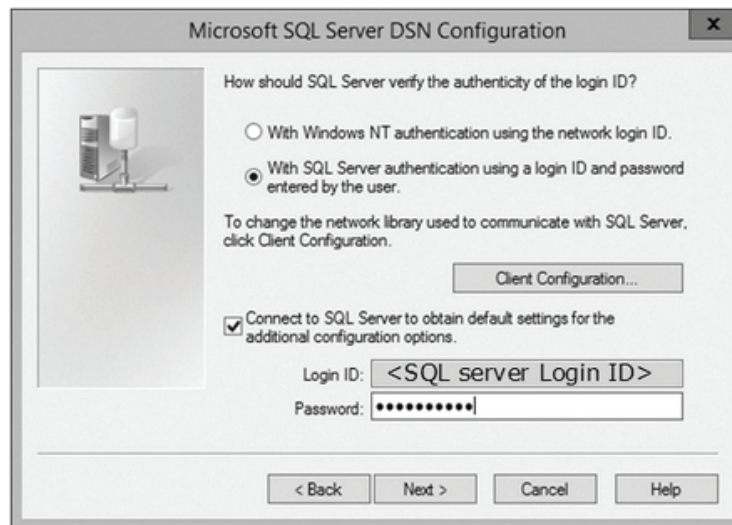 Microsoft SQL Server DSN Configuration
x
How should SQL Server verify the authenticity of the login ID?
With Windows NT authentication using the network login ID.
With SQL Server authentication using a login ID and password
entered by the user.
To change the network library used to communicate with SQL Server,
click Client Configuration.
Client Configuration...
Connect to SQL Server to obtain default settings for the
additional configuration options.
Login ID: <SQL server Login ID>
Password: ••••••••••
< Back Next > Cancel Help